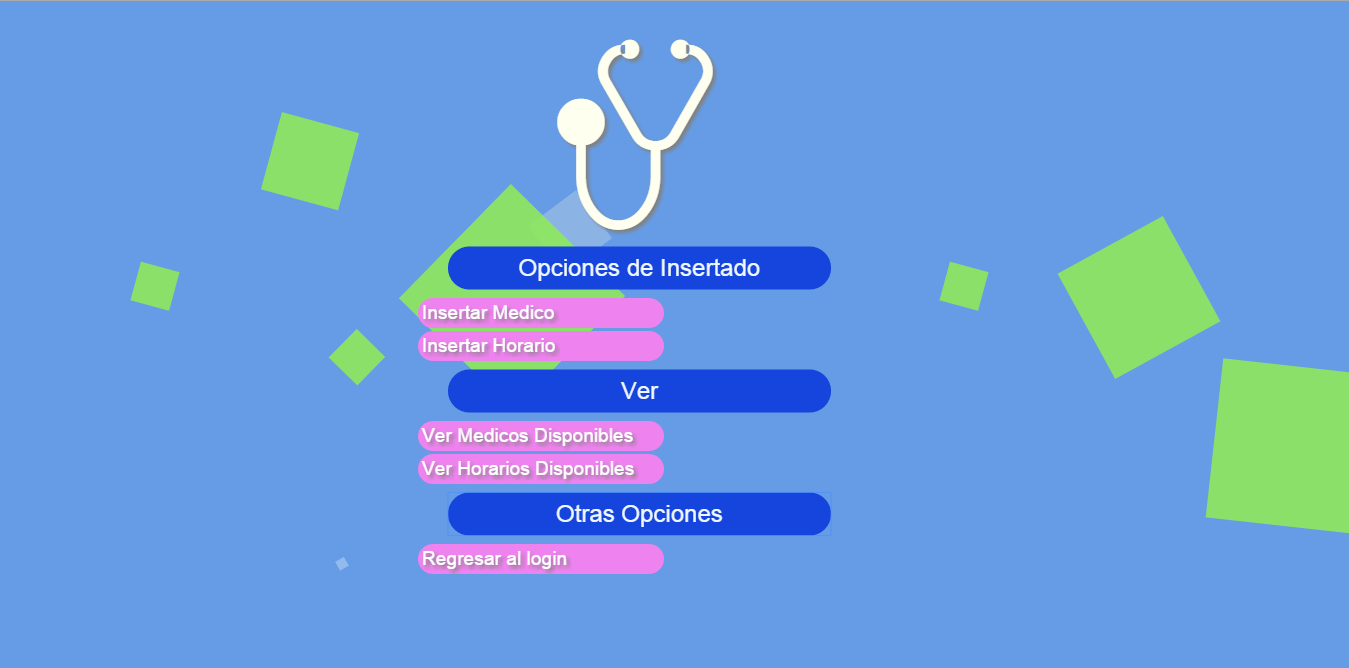 Opciones de Insertado
Insertar Medico
Insertar Horario
Ver
Ver Medicos Disponibles
Ver Horarios Disponibles
Otras Opciones
Regresar al login